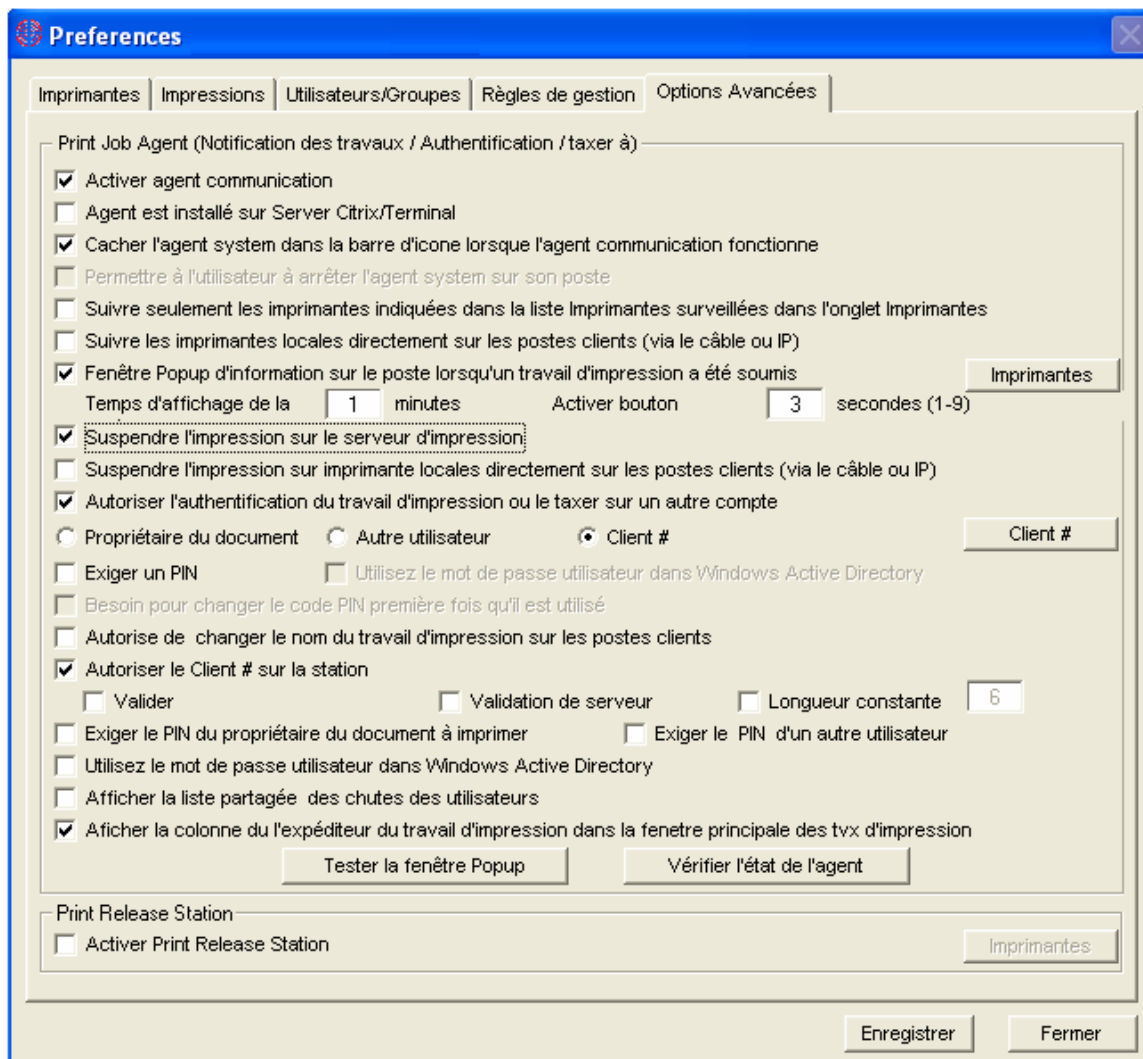 Preferences
Imprimantes Impressions Utilisateurs/Groupes Règles de gestion Options Avancées
Print Job Agent (Notification des travaux / Authentification / taxer à)
Activer agent communication
Agent est installé sur Server Citrix/Terminal
Cacher l'agent system dans la barre d'icone lorsque l'agent communication fonctionne
Permettre à l'utilisateur à arrêter l'agent system sur son poste
Suivre seulement les imprimantes indiquées dans la liste Imprimantes surveillées dans l'onglet Imprimantes
Suivre les imprimantes locales directement sur les postes clients (via le câble ou IP)
Fenêtre Popup d'information sur le poste lorsqu'un travail d'impression a été soumis Imprimantes
Temps d'affichage de la 1 minutes Activer bouton 3 secondes (1-9)
Suspendre l'impression sur le serveur d'impression
Suspendre l'impression sur imprimante locales directement sur les postes clients (via le câble ou IP)
Autoriser l'authentification du travail d'impression ou le taxer sur un autre compte
Propriétaire du document Autre utilisateur Client # Client #
Exiger un PIN Utilisez le mot de passe utilisateur dans Windows Active Directory
Besoin pour changer le code PIN première fois qu'il est utilisé
Autorise de changer le nom du travail d'impression sur les postes clients
Autoriser le Client # sur la station
Valider Validation de serveur Longueur constante 6
Exiger le PIN du propriétaire du document à imprimer Exiger le PIN d'un autre utilisateur
Utilisez le mot de passe utilisateur dans Windows Active Directory
Afficher la liste partagée des chutes des utilisateurs
Aficher la colonne du l'expéditeur du travail d'impression dans la fenetre principale des tvx d'impression
Tester la fenêtre Popup Vérifier l'état de l'agent
Print Release Station
Activer Print Release Station Imprimantes
Enregistrer Fermer